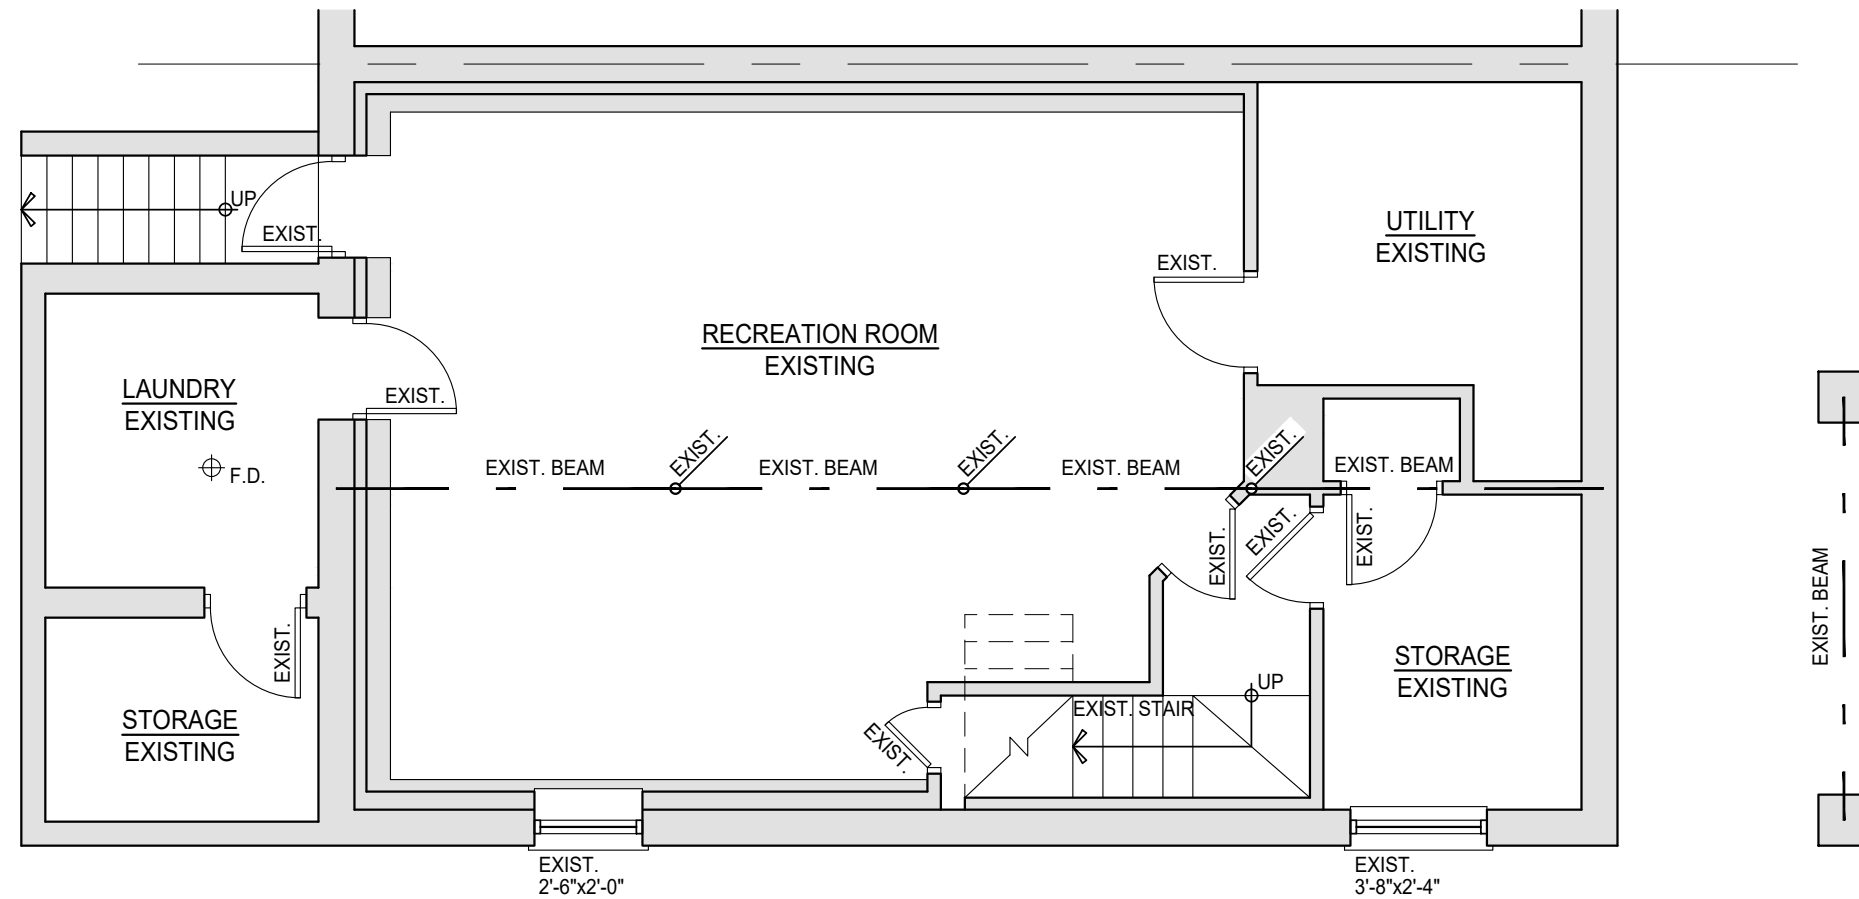 UP
EXIST.
UTILITY
EXISTING
EXIST.
RECREATION ROOM
EXISTING
LAUNDRY
EXISTING
EXIST.
F.D.
EXIST. BEAM
EXIST.
EXIST. BEAM
EXIST.
EXIST. BEAM
EXIST.
EXIST. BEAM
EXIST.
EXIST.
EXIST.
EXIST. BEAM
EXIST.
STORAGE
EXISTING
STORAGE
EXISTING
UP
EXIST. STAIR
EXIST.
EXIST.
2'-6"x2'-0"
EXIST.
3'-8"x2'-4"